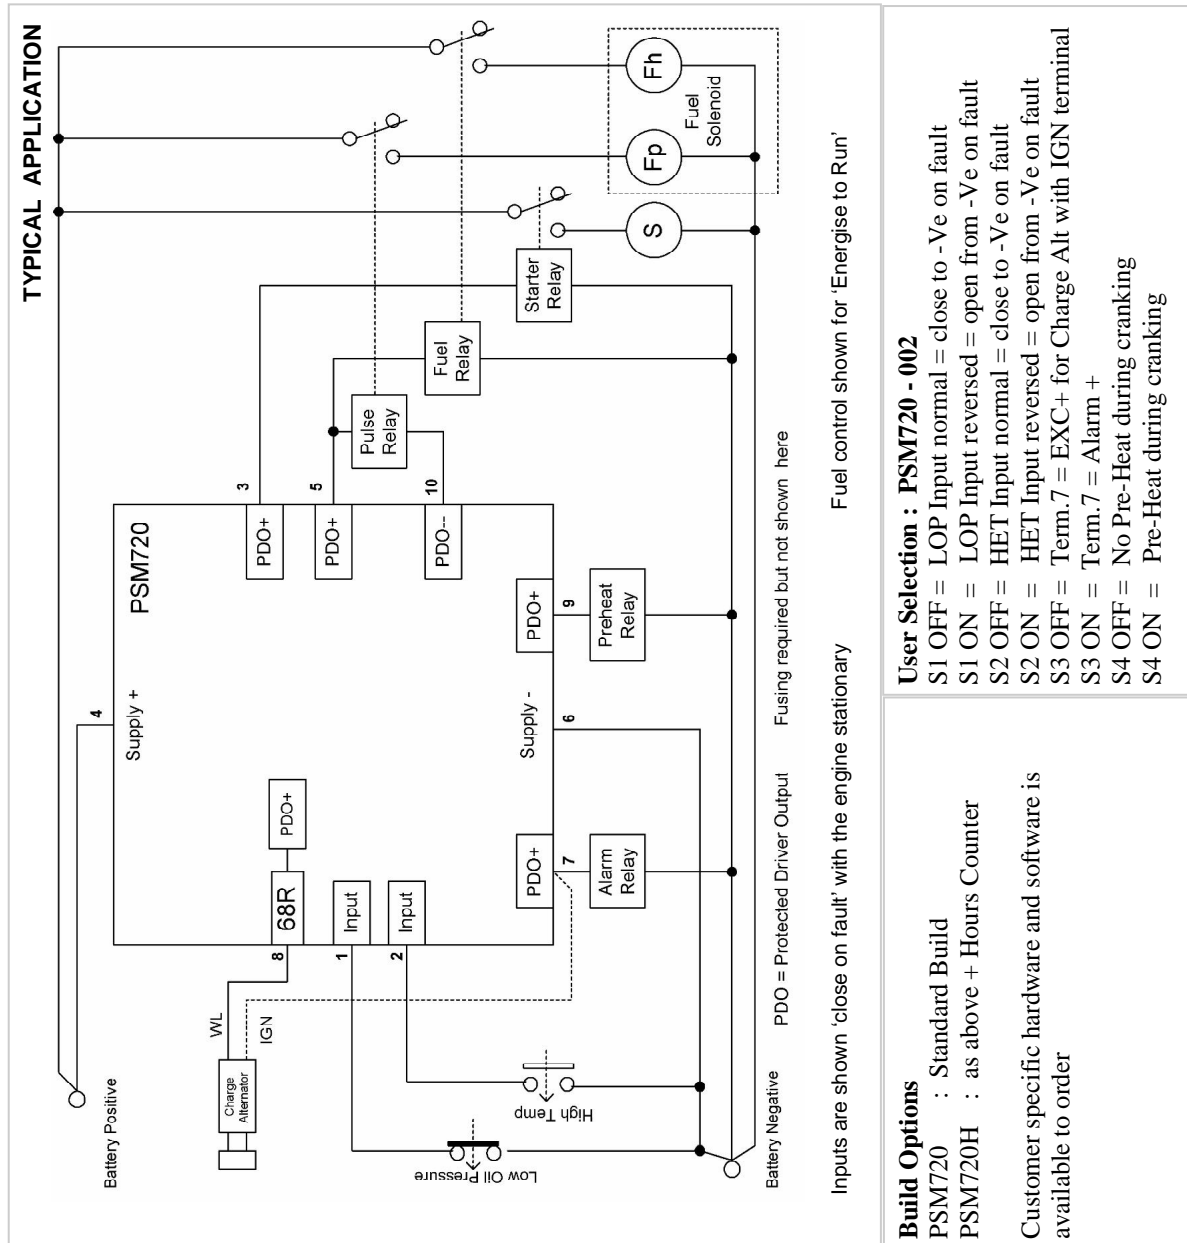 TYPICAL APPLICATION
Battery Positive
4
Supply +
PSM720
Charge
Alternator
WL
IGN
8
68R
PDO+
1
Input
2
Input
3
PDO+
5
PDO+
10
PDO--
Pulse
Relay
Fuel
Relay
Starter
Relay
S
Fp
Fh
Fuel
Solenoid
Low Oil Pressure
High Temp
PDO+
7
Alarm
Relay
Supply -
6
PDO+
9
Preheat
Relay
Battery Negative
PDO = Protected Driver Output
Fusing required but not shown here
Inputs are shown 'close on fault' with the engine stationary
Fuel control shown for 'Energise to Run'
Build Options
PSM720 : Standard Build
PSM720H : as above + Hours Counter
Customer specific hardware and software is
available to order
User Selection : PSM720 - 002
S1 OFF = LOP Input normal = close to -Ve on fault
S1 ON = LOP Input reversed = open from -Ve on fault
S2 OFF = HET Input normal = close to -Ve on fault
S2 ON = HET Input reversed = open from -Ve on fault
S3 OFF = Term.7 = EXC+ for Charge Alt with IGN terminal
S3 ON = Term.7 = Alarm +
S4 OFF = No Pre-Heat during cranking
S4 ON = Pre-Heat during cranking